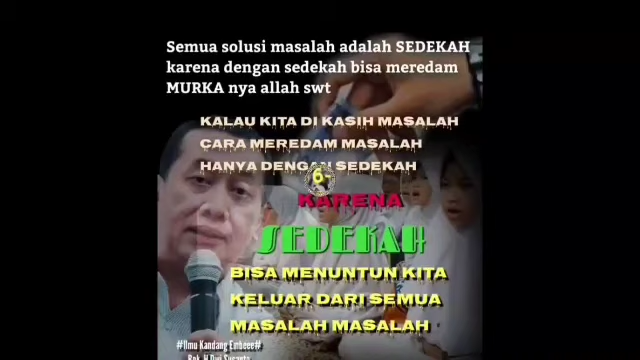 Semua solusi masalah adalah SEDEKAH
karena dengan sedekah bisa meredam
MURKA nya allah swt
KALAU KITA DI KASIH MASALAH
CARA MEREDAM MASALAH
HANYA DENGAN SEDEKAH
6
KARENA
SEDEKAH
BISA MENUNTUN KITA
KELUAR DARI SEMUA
MASALAH MASALAH
#Ilmu Kandang Embeee#